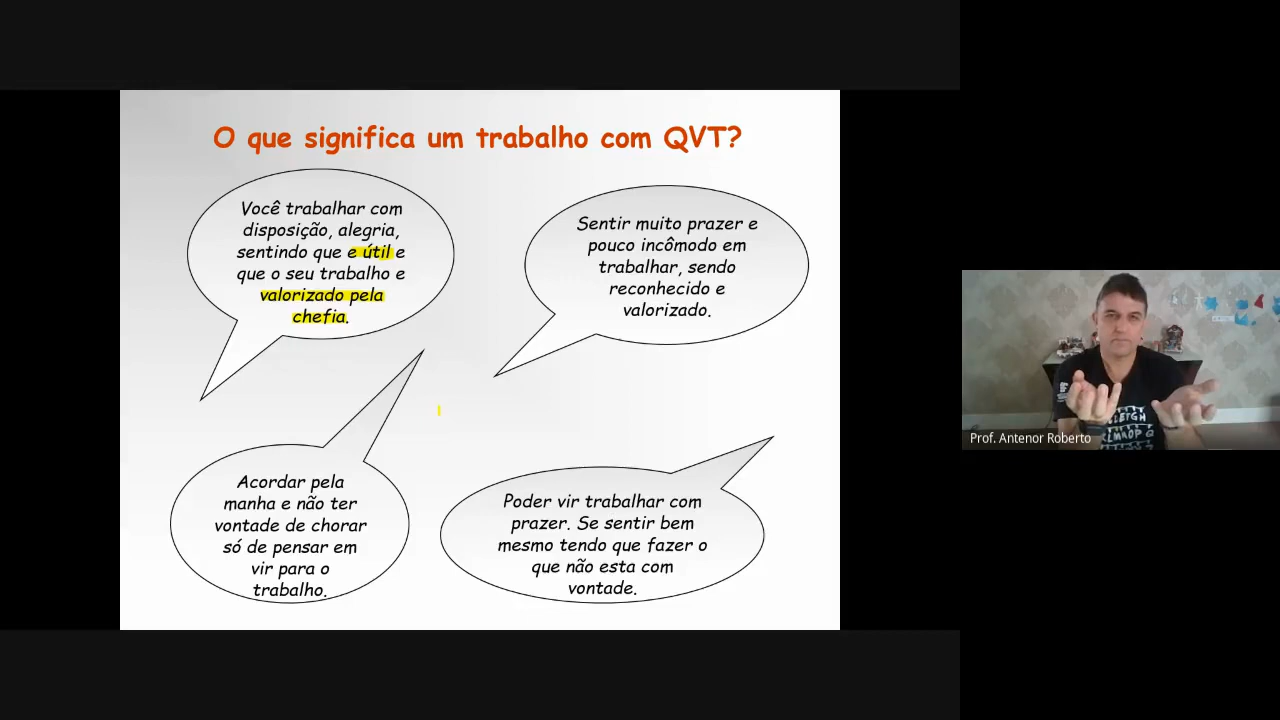 O que significa um trabalho com QVT?
Você trabalhar com
disposição, alegria,
sentindo que e útil e
que o seu trabalho e
valorizado pela
chefia.
Sentir muito prazer e
pouco incômodo em
trabalhar, sendo
reconhecido e
valorizado.
Acordar pela
manha e não ter
vontade de chorar
só de pensar em
vir para o
trabalho.
Poder vir trabalhar com
prazer. Se sentir bem
mesmo tendo que fazer o
que não esta com
vontade.
Prof. Antenor Roberto